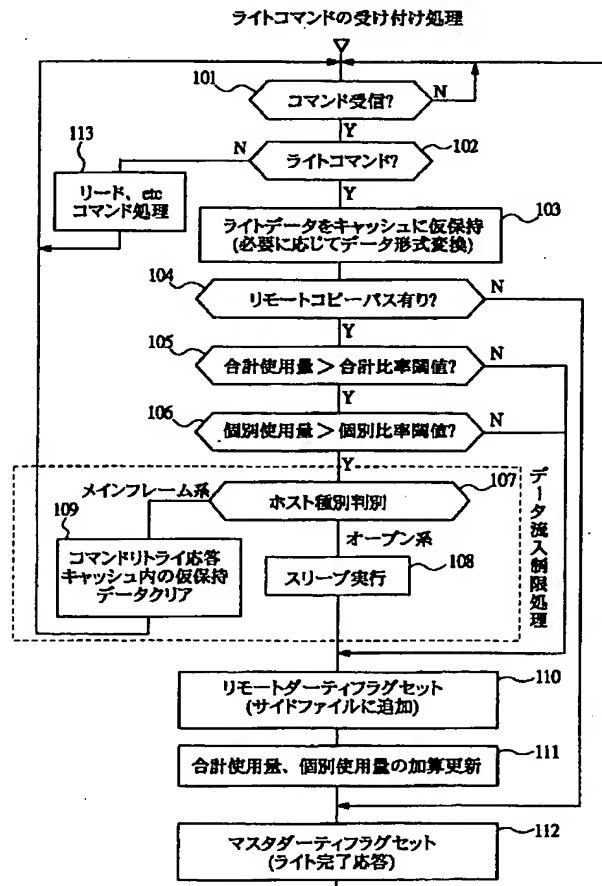 ライトコマンドの受け付け処理
101
コマンド受信?
N
Y
113
N
ライトコマンド?
102
リード、etc
コマンド処理
Y
ライトデータをキャッシュに仮保持
(必要に応じてデータ形式変換)
103
104
リモートコピーパス有り?
N
Y
105
合計使用量＞合計比率閾値?
N
Y
106
個別使用量＞個別比率閾値?
N
Y
メインフレーム系
ホスト種別判別
107
データ流入制限処理
109
コマンドリトライ応答
キャッシュ内の仮保持
データクリア
オープン系
スリープ実行
108
リモートダーティフラグセット
(サイドファイルに追加)
110
合計使用量、個別使用量の加算更新
111
マスタダーティフラグセット
(ライト完了応答)
112